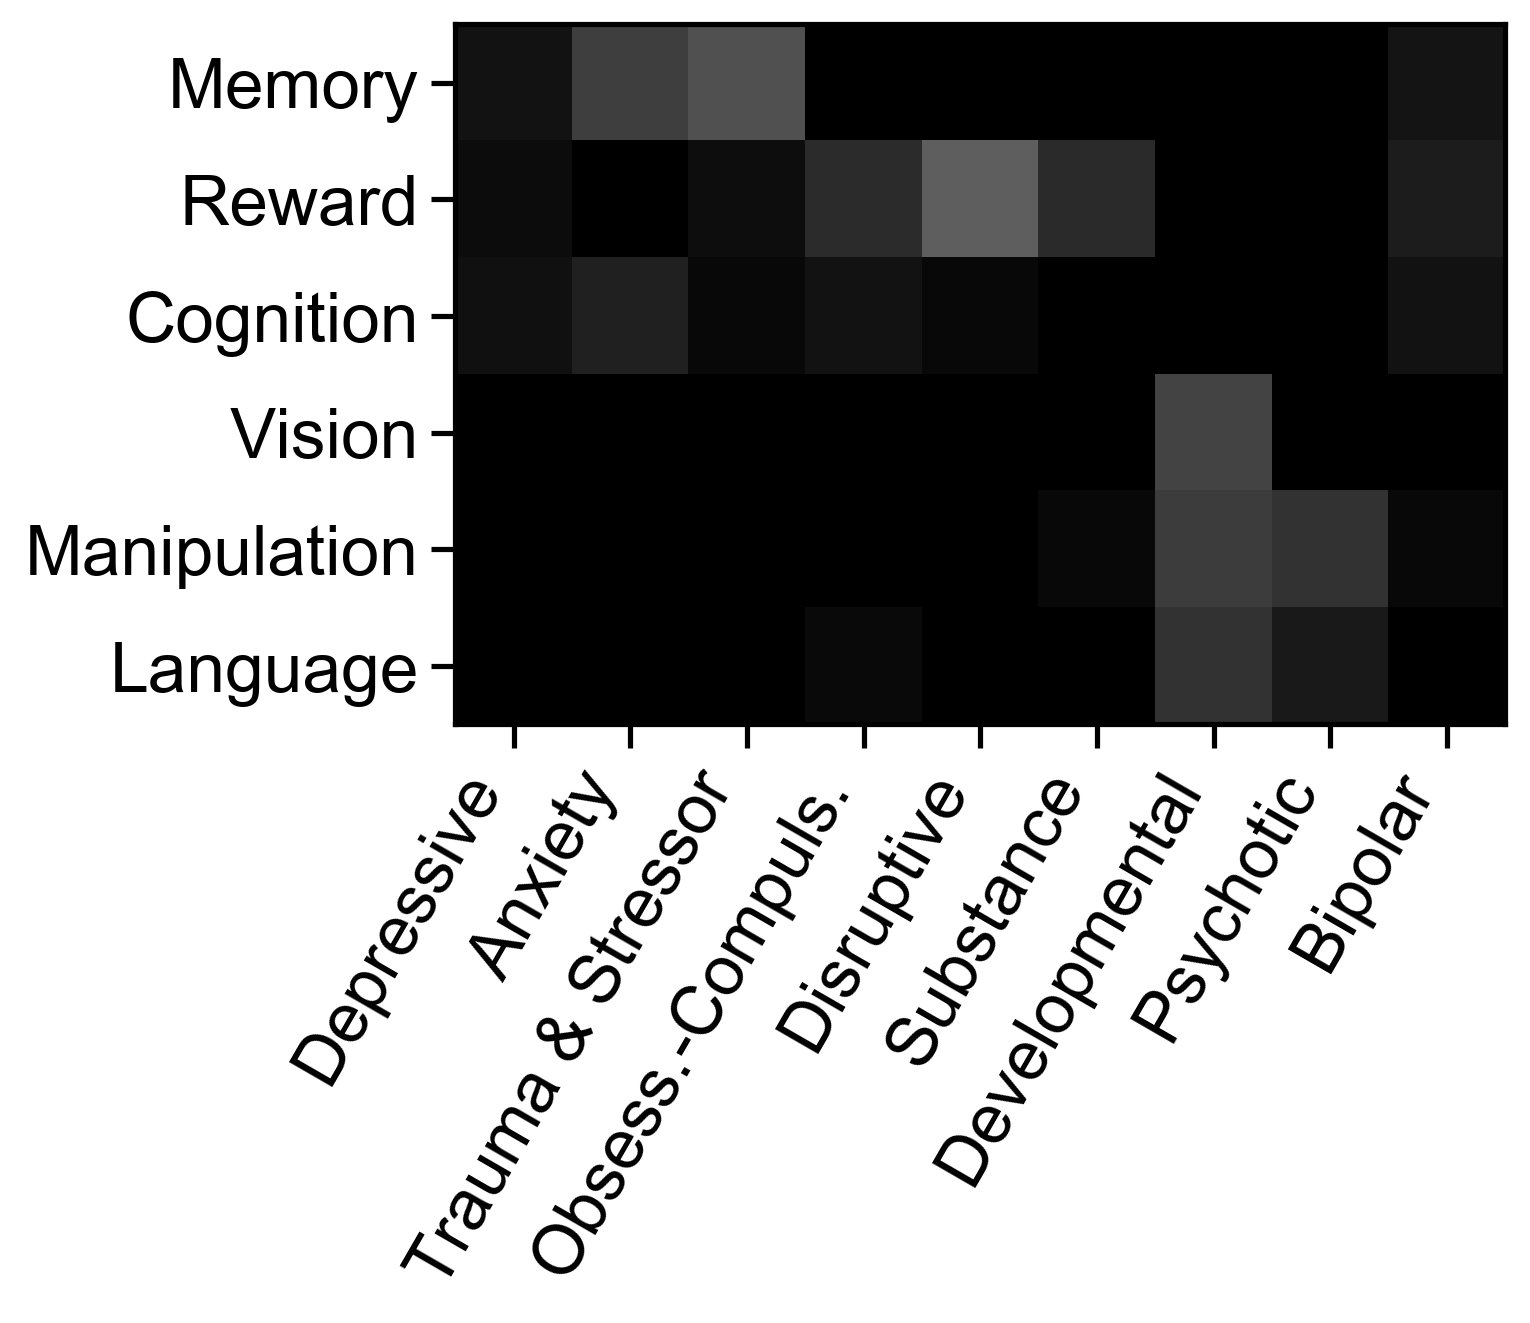 Memory
Reward
Cognition
Vision
Manipulation
Language
Depressive
Anxiety
Trauma & Stressor
Obsess.-Compuls.
Disruptive
Substance
Developmental
Psychotic
Bipolar